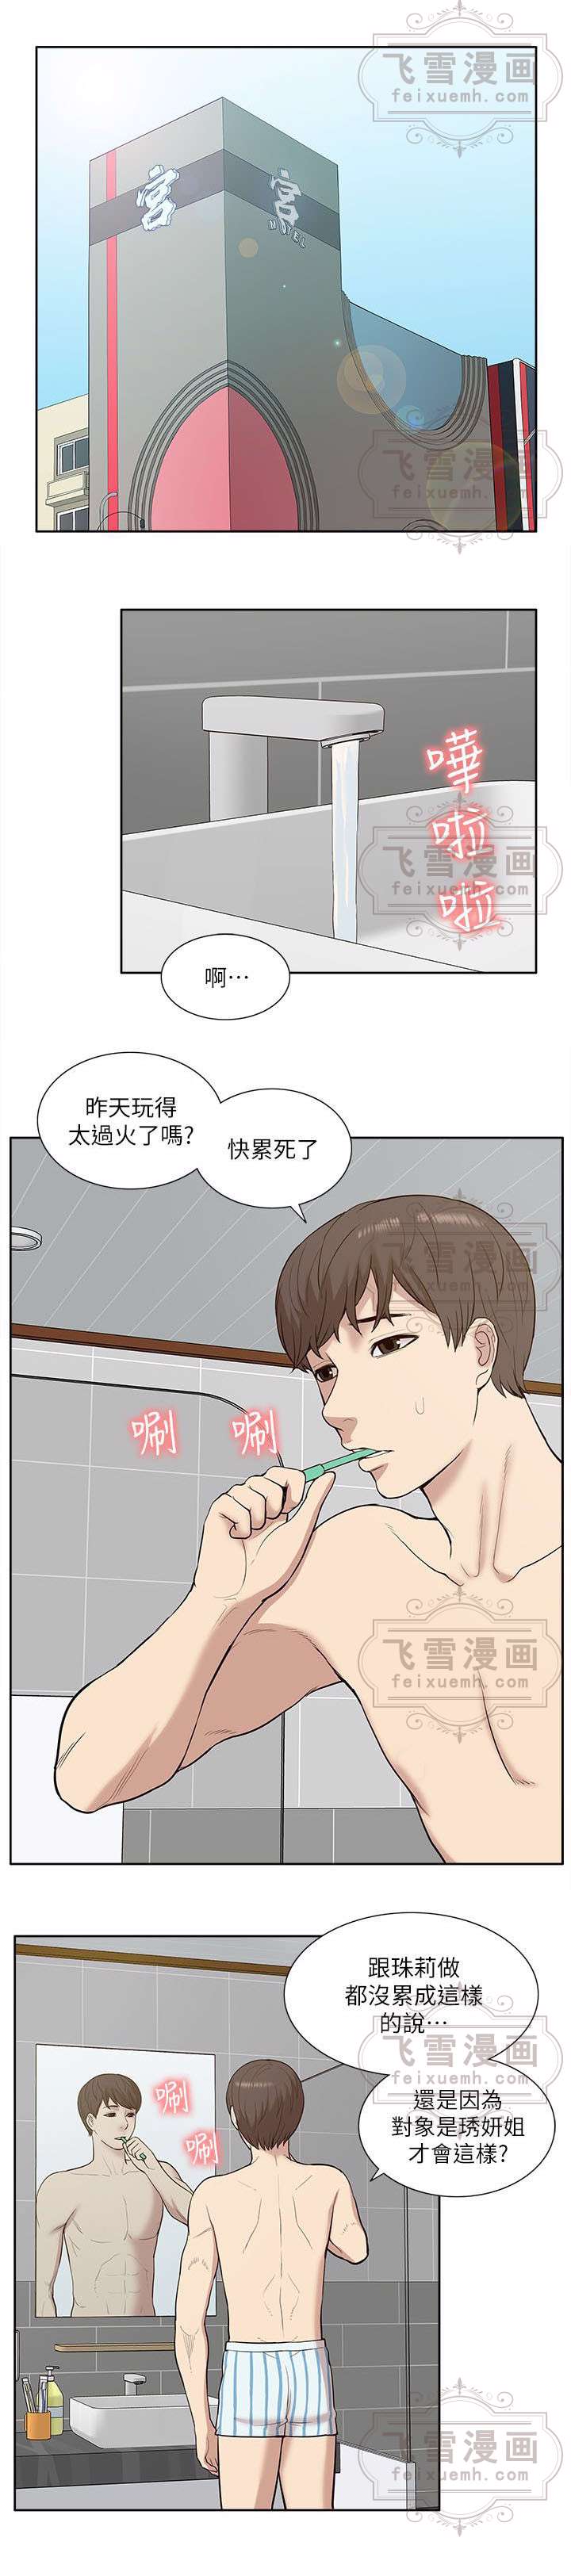 飞雪漫画
feixuemh.com
宮
宮
MOTEL
飞雪漫画
feixuemh.com
嘩
啦
啦
飞雪漫画
feixuemh.com
啊…
昨天玩得
太過火了嗎?
快累死了
飞雪漫画
feixuemh.com
唰
唰
飞雪漫画
feixuemh.com
跟珠莉做
都沒累成這樣
的說…
飞雪漫画
feixuemh.com
還是因為
對象是琇妍姐
才會這樣?
唰
唰
飞雪漫画
feixuemh.com